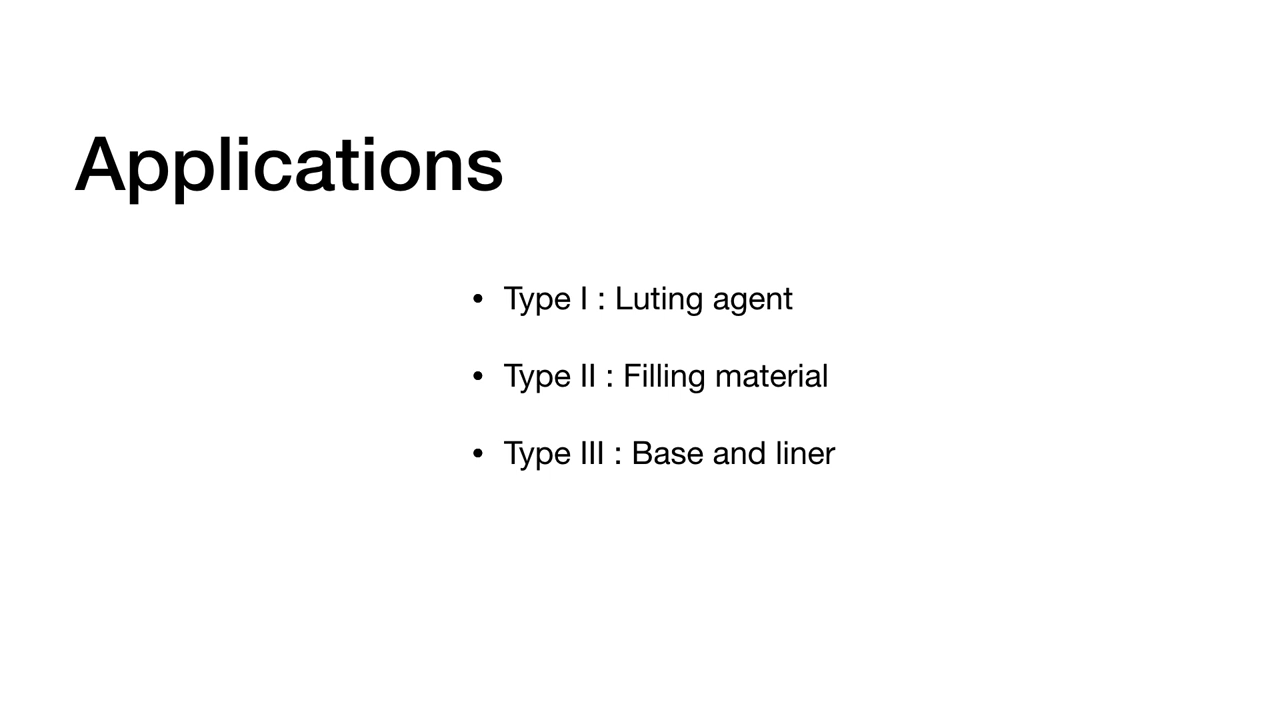 Applications
• Type I : Luting agent
• Type II : Filling material
• Type III : Base and liner